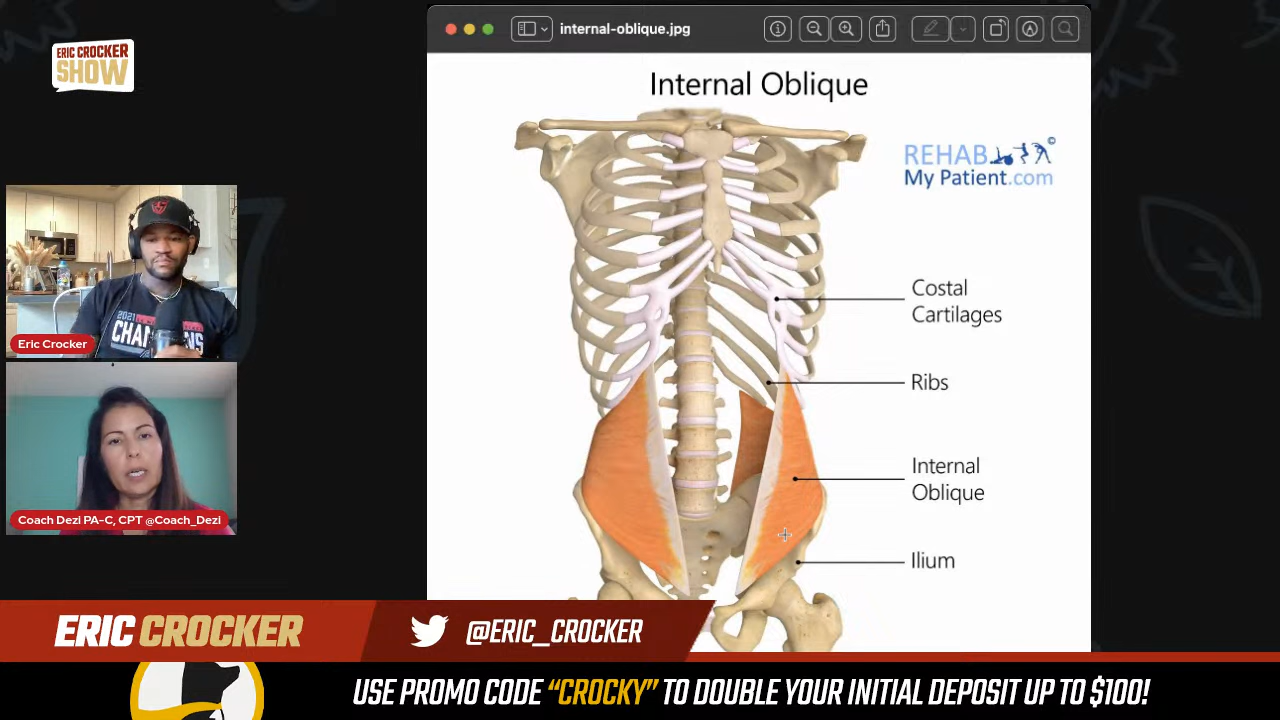 ERIC CROCKER
SHOW
internal-oblique.jpg
Internal Oblique
REHAB
My Patient.com
©
Costal
Cartilages
Ribs
Internal
Oblique
Ilium
2021
CHAMPIONS
Eric Crocker
Coach Dezi PA-C, CPT @Coach_Dezi
ERIC CROCKER
@ERIC_CROCKER
USE PROMO CODE “CROCKY” TO DOUBLE YOUR INITIAL DEPOSIT UP TO $100!